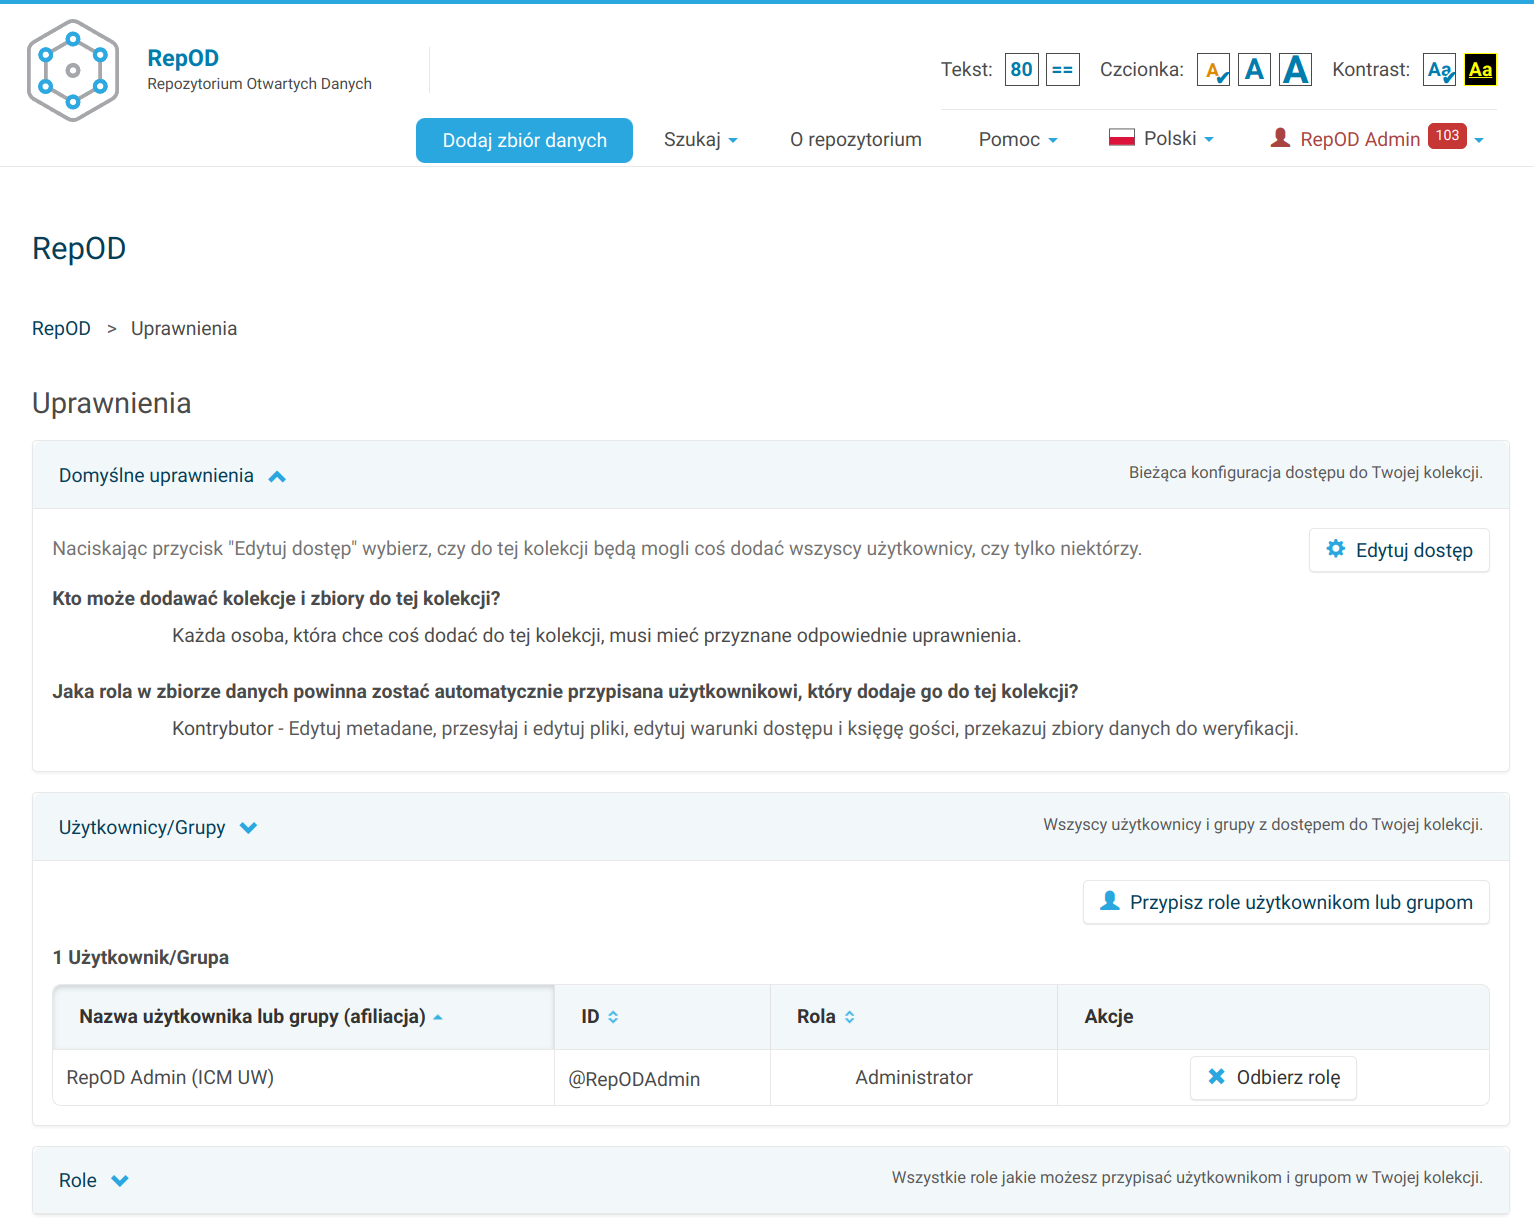 RepOD
Repozytorium Otwartych Danych
Tekst: 80 == Czcionka: A A A Kontrast: Aa Aa
Dodaj zbiór danych Szukaj O repozytorium Pomoc Polski RepOD Admin 103
RepOD
RepOD > Uprawnienia
Uprawnienia
Domyślne uprawnienia Bieżąca konfiguracja dostępu do Twojej kolekcji.
Naciskając przycisk "Edytuj dostęp" wybierz, czy do tej kolekcji będą mogli coś dodać wszyscy użytkownicy, czy tylko niektórzy. Edytuj dostęp
Kto może dodawać kolekcje i zbiory do tej kolekcji?
Każda osoba, która chce coś dodać do tej kolekcji, musi mieć przyznane odpowiednie uprawnienia.
Jaka rola w zbiorze danych powinna zostać automatycznie przypisana użytkownikowi, który dodaje go do tej kolekcji?
Kontrybutor - Edytuj metadane, przesyłaj i edytuj pliki, edytuj warunki dostępu i księgę gości, przekazuj zbiory danych do weryfikacji.
Użytkownicy/Grupy Wszyscy użytkownicy i grupy z dostępem do Twojej kolekcji.
Przypisz role użytkownikom lub grupom
1 Użytkownik/Grupa
Nazwa użytkownika lub grupy (afiliacja) ID Rola Akcje
RepOD Admin (ICM UW) @RepODAdmin Administrator Odbierz rolę
Role Wszystkie role jakie możesz przypisać użytkownikom i grupom w Twojej kolekcji.